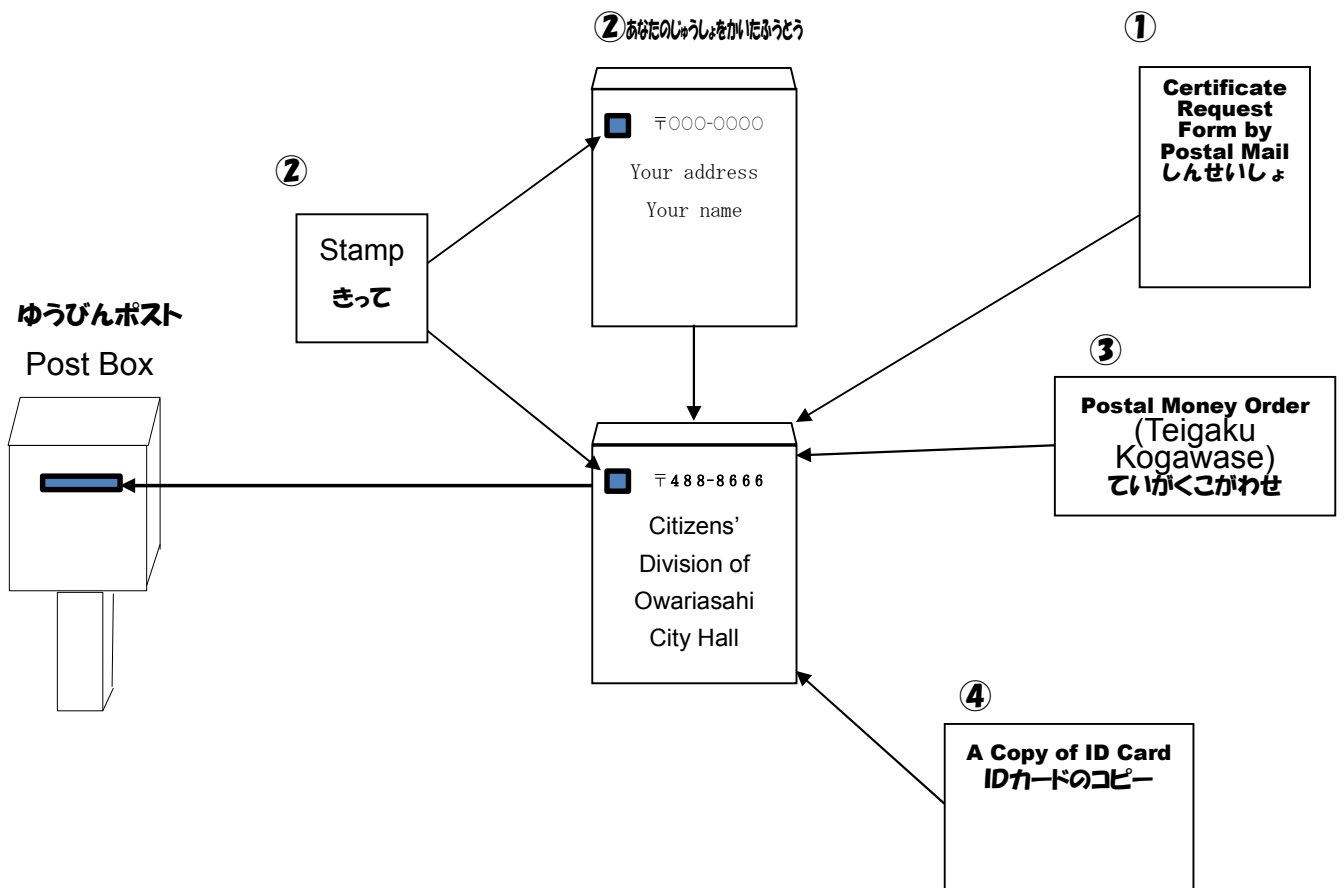 ②あなたのじゅうしょをかいたふうとう
〒○○○-○○○○
Your address
Your name
①
Certificate
Request
Form by
Postal Mail
しんせいしょ
②
Stamp
きって
ゆうびんポスト
Post Box
③
Postal Money Order
(Teigaku
Kogawase)
ていがくこがわせ
〒488-8666
Citizens’
Division of
Owariasahi
City Hall
④
A Copy of ID Card
IDカードのコピー